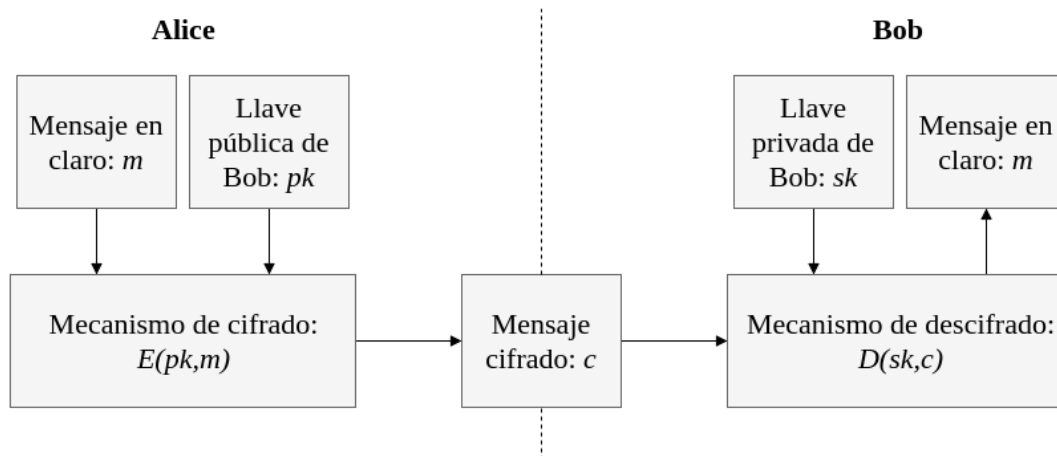 Alice
Bob
Mensaje en
claro: m
Llave
pública de
Bob: pk
Llave
privada de
Bob: sk
Mensaje en
claro: m
Mecanismo de cifrado:
E(pk,m)
Mensaje
cifrado: c
Mecanismo de descifrado:
D(sk,c)